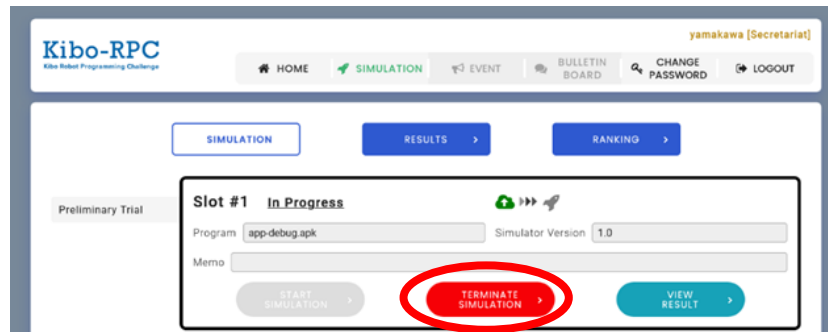 yamakawa [Secretariat]
Kibo-RPC
Kibo Robot Programming Challenge
HOME SIMULATION EVENT BULLETIN BOARD CHANGE PASSWORD LOGOUT
SIMULATION RESULTS > RANKING >
Preliminary Trial
Slot #1 In Progress
Program app-debug.apk Simulator Version 1.0
Memo
START SIMULATION > TERMINATE SIMULATION > VIEW RESULT >